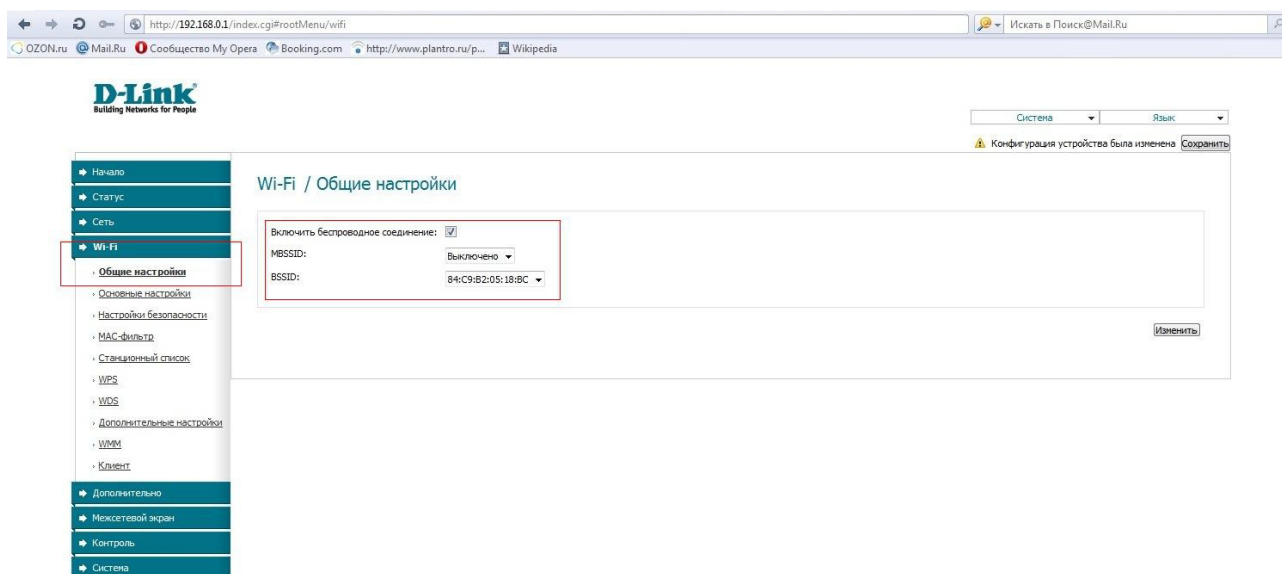 http://192.168.0.1/index.cgi#rootMenu/wifi
Искать в Поиск@Mail.Ru
OZON.ru @Mail.Ru Сообщество My Opera Booking.com http://www.plantro.ru/p... Wikipedia
D-Link
Building Networks for People
Система Язык
Конфигурация устройства была изменена Сохранить
Начало
Статус
Сеть
Wi-Fi
Общие настройки
Основные настройки
Настройки безопасности
MAC-фильтр
Станционный список
WPS
WDS
Дополнительные настройки
WMM
Клиент
Дополнительно
Межсетевой экран
Контроль
Система
Wi-Fi / Общие настройки
Включить беспроводное соединение:
MBSSID: Выключено
BSSID: 84:C9:B2:05:18:BC
Изменить